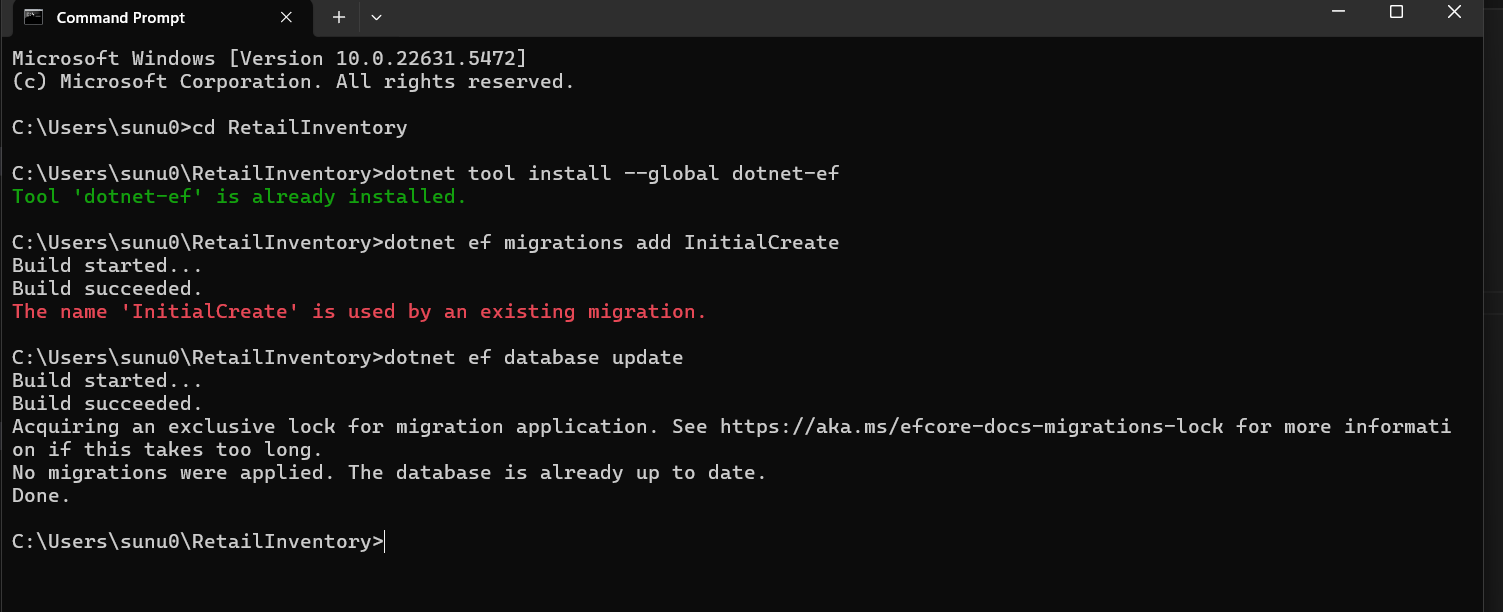 Command Prompt
Microsoft Windows [Version 10.0.22631.5472]
(c) Microsoft Corporation. All rights reserved.
C:\Users\sunu0>cd RetailInventory
C:\Users\sunu0\RetailInventory>dotnet tool install --global dotnet-ef
Tool 'dotnet-ef' is already installed.
C:\Users\sunu0\RetailInventory>dotnet ef migrations add InitialCreate
Build started...
Build succeeded.
The name 'InitialCreate' is used by an existing migration.
C:\Users\sunu0\RetailInventory>dotnet ef database update
Build started...
Build succeeded.
Acquiring an exclusive lock for migration application. See https://aka.ms/efcore-docs-migrations-lock for more informati
on if this takes too long.
No migrations were applied. The database is already up to date.
Done.
C:\Users\sunu0\RetailInventory>